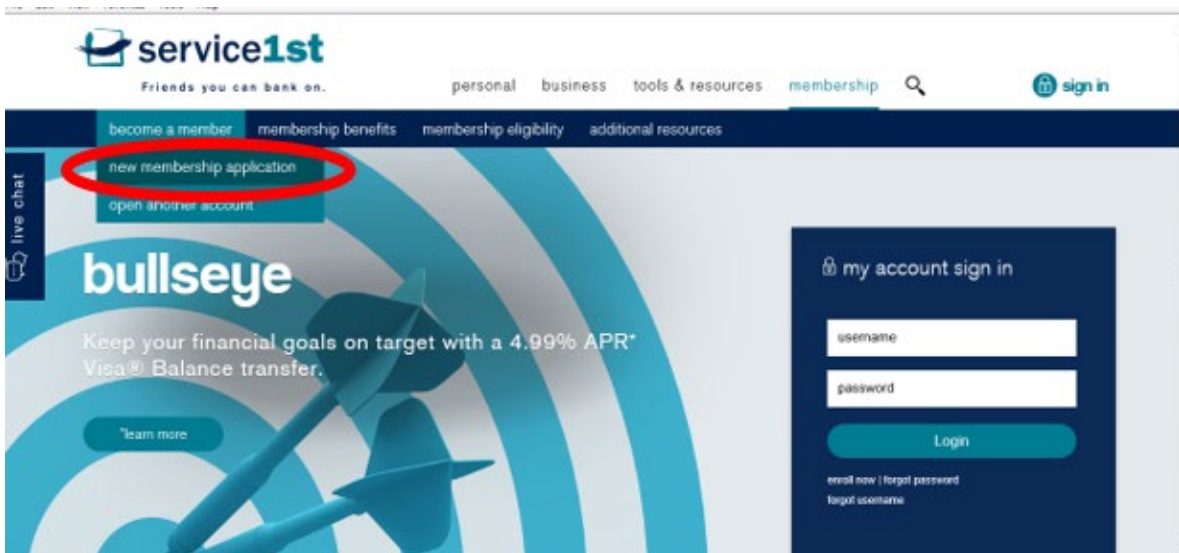 service1st
Friends you can bank on.
personal business tools & resources membership
sign in
become a member membership benefits membership eligibility additional resources
new membership application
open another account
live chat
bullseye
Keep your financial goals on target with a 4.99% APR*
Visa® Balance transfer.
*learn more
my account sign in
username
password
Login
enroll now | forgot password
forgot username